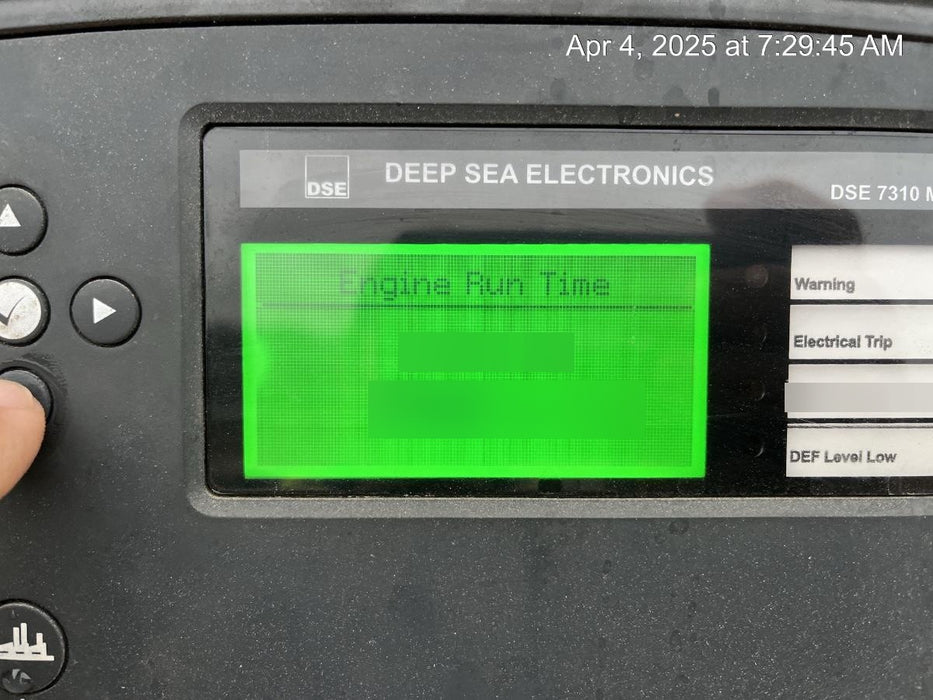 Apr 4, 2025 at 7:29:45 AM
DSE
DEEP SEA ELECTRONICS
DSE 7310 M
Engine Run Time
Warning
Electrical Trip
DEF Level Low